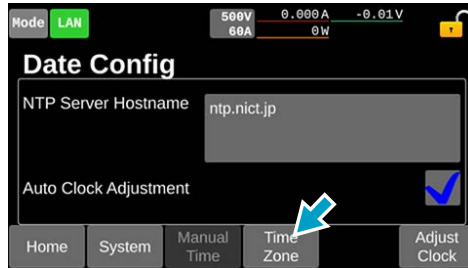 Mode LAN 500V 0.000A -0.01V
60A 0W
Date Config
NTP Server Hostname ntp.nict.jp
Auto Clock Adjustment
Home System Manual Time Adjust
Time Zone Clock